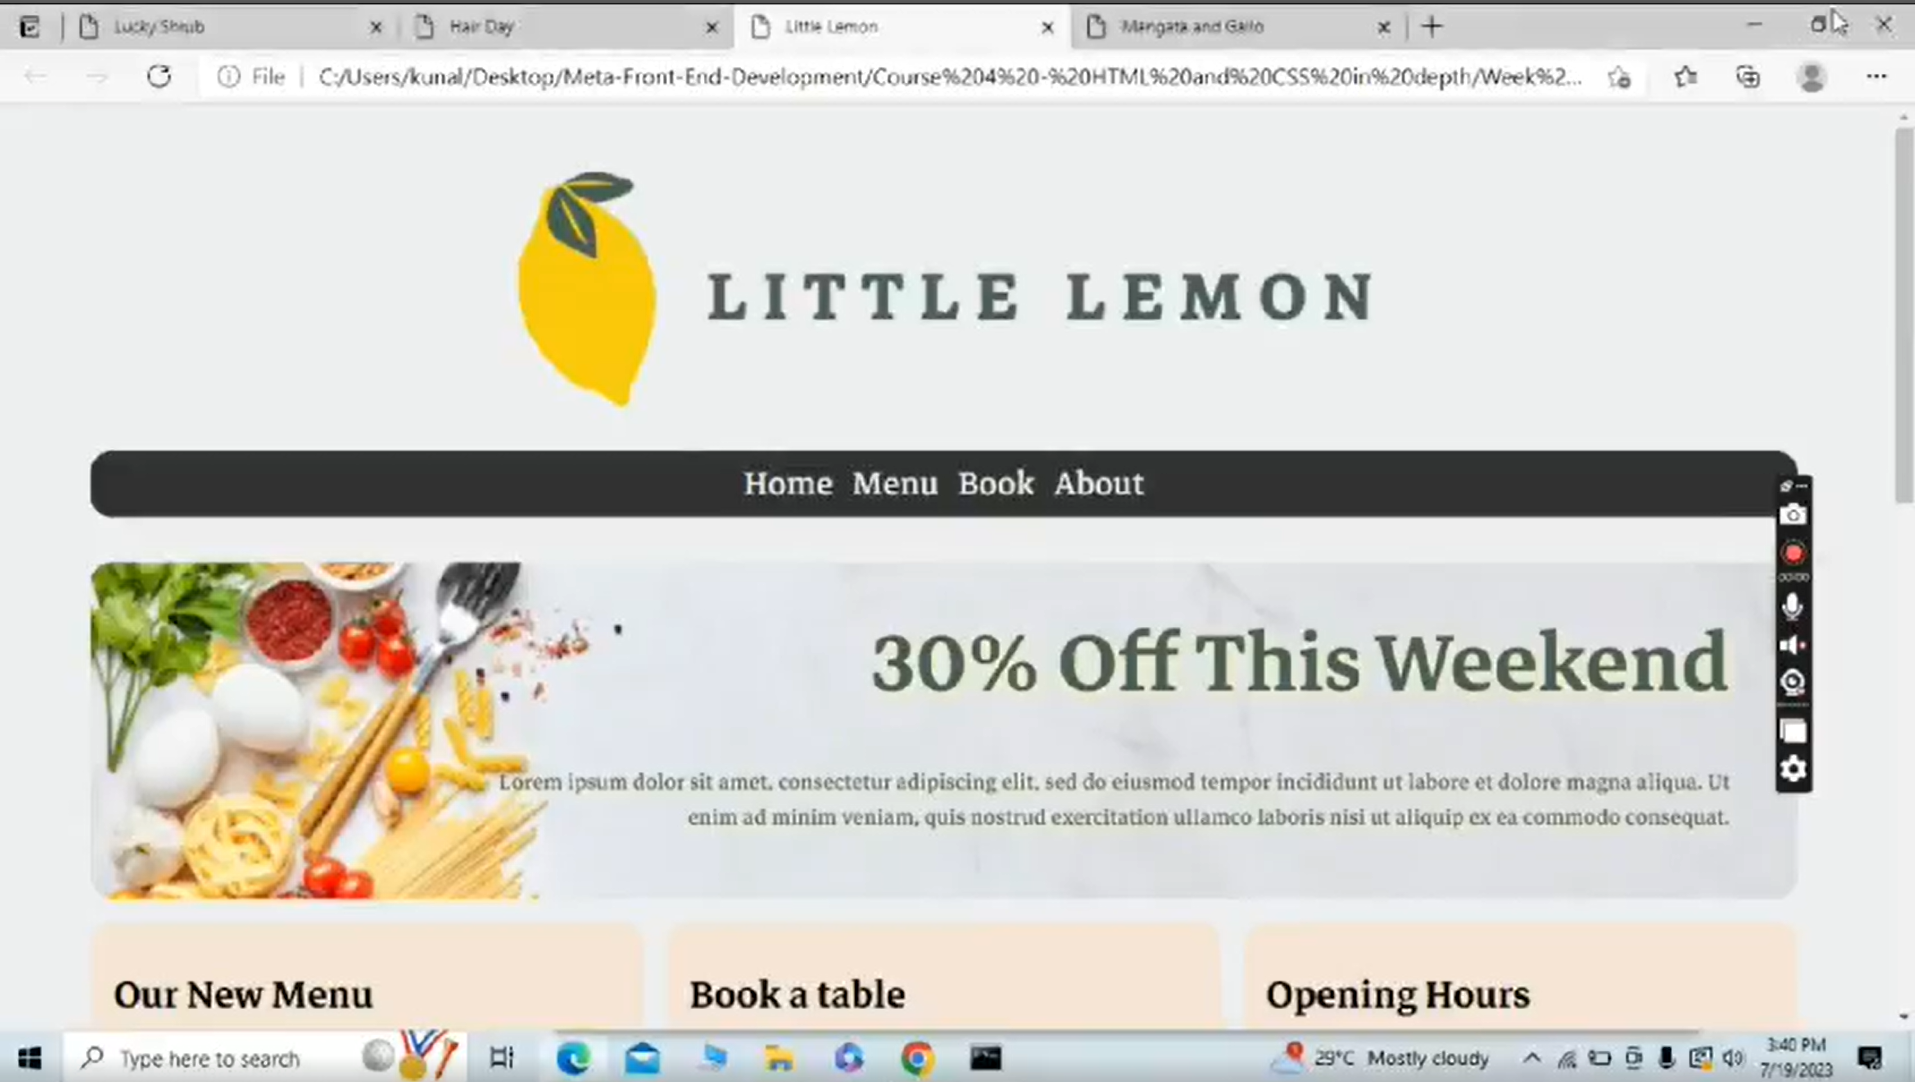 Lucky Shrub
Hair Day
Little Lemon
Mangata and Gallo
File
C:/Users/kunal/Desktop/Meta-Front-End-Development/Course%204%20-%20HTML%20and%20CSS%20in%20depth/Week%2...
LITTLE LEMON
Home Menu Book About
30% Off This Weekend
Lorem ipsum dolor sit amet, consectetur adipiscing elit, sed do eiusmod tempor incididunt ut labore et dolore magna aliqua. Ut
enim ad minim veniam, quis nostrud exercitation ullamco laboris nisi ut aliquip ex ea commodo consequat.
00:00
Our New Menu
Book a table
Opening Hours
Type here to search
29°C Mostly cloudy
3:40 PM
7/19/2023